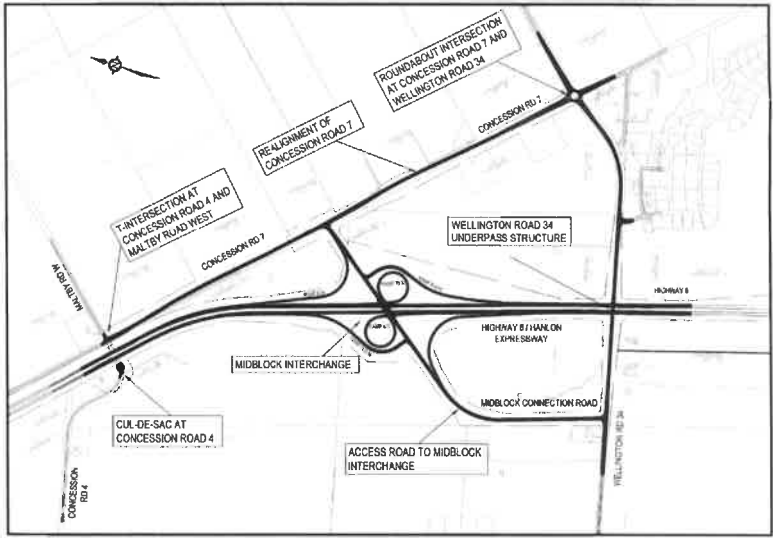 ROUNDABOUT INTERSECTION
AT CONCESSION ROAD 7 AND
WELLINGTON ROAD 34
REALIGNMENT OF
CONCESSION ROAD 7
CONCESSION RD 7
T-INTERSECTION AT
CONCESSION ROAD 4 AND
MALTBY ROAD WEST
CONCESSION RD 7
WELLINGTON ROAD 34
UNDERPASS STRUCTURE
MALTBY RD W
HIGHWAY 6
HIGHWAY 6 / HANLON
EXPRESSWAY
MIDBLOCK INTERCHANGE
MIDBLOCK CONNECTION ROAD
CUL-DE-SAC AT
CONCESSION ROAD 4
ACCESS ROAD TO MIDBLOCK
INTERCHANGE
WELLINGTON RD 34
CONCESSION
RD 4